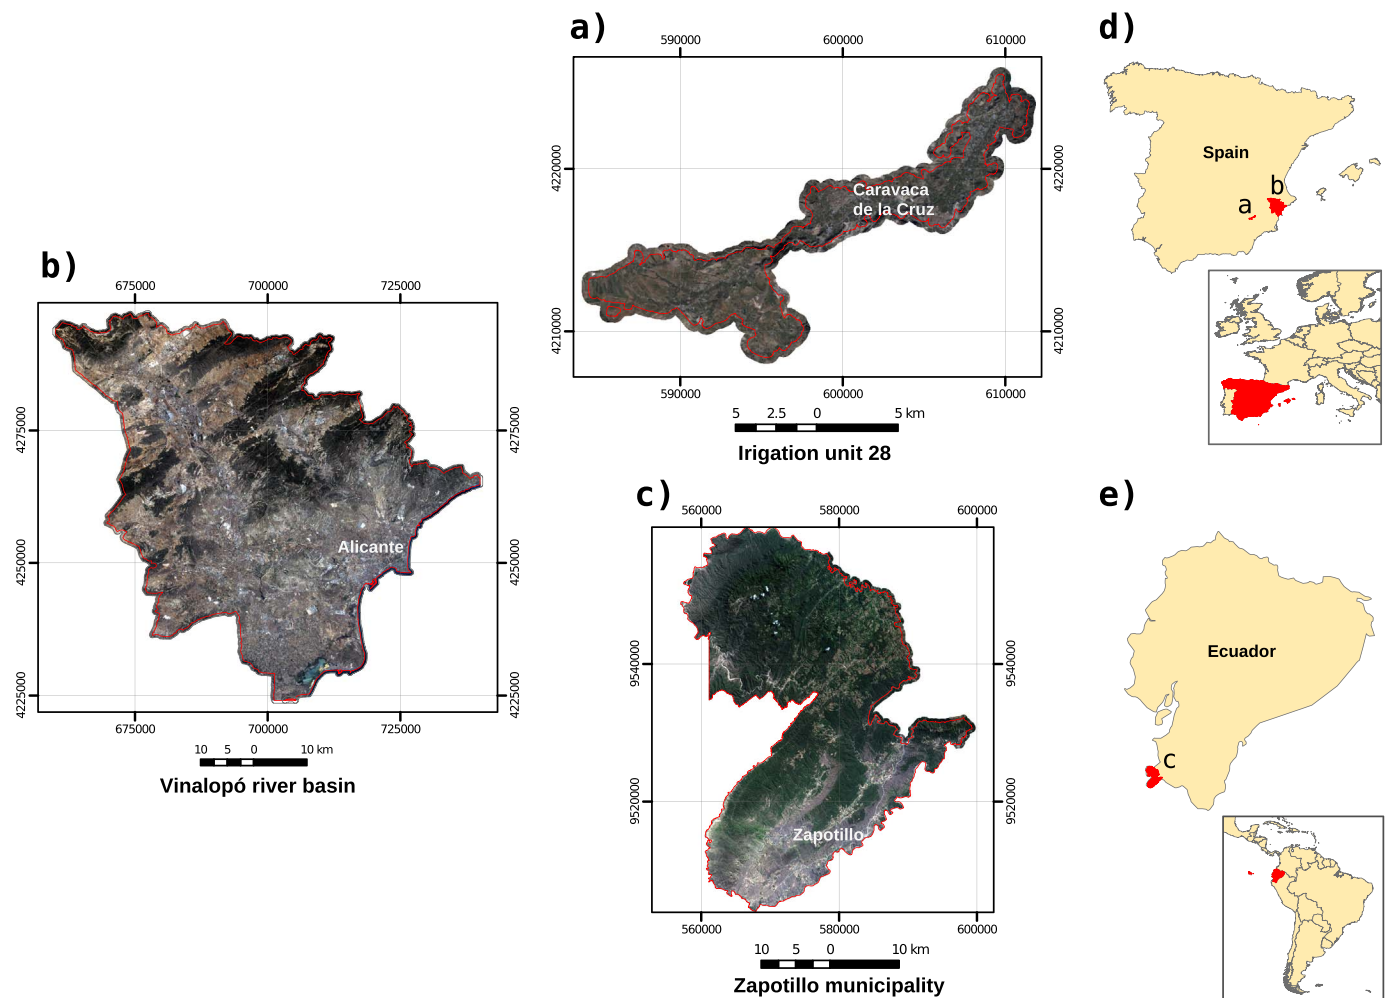 a)
590000
600000
610000
4220000
4220000
Caravaca
de la Cruz
4210000
4210000
590000
600000
610000
5
2.5
0
5 km
Irigation unit 28
b)
675000
700000
725000
4275000
4275000
Alicante
4250000
4250000
4225000
4225000
675000
700000
725000
10
5
0
10 km
Vinalopó river basin
c)
560000
580000
600000
9540000
9540000
9520000
9520000
Zapotillo
560000
580000
600000
10
5
0
10 km
Zapotillo municipality
d)
Spain
b
a
e)
Ecuador
c